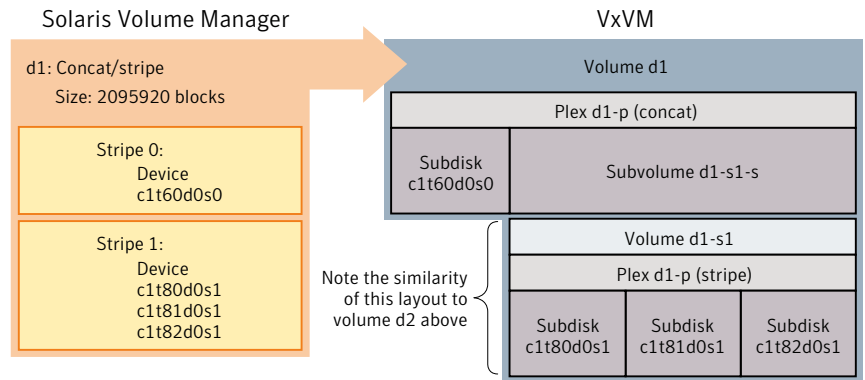 Solaris Volume Manager
VxVM
d1: Concat/stripe
Size: 2095920 blocks
Stripe 0:
Device
c1t60d0s0
Stripe 1:
Device
c1t80d0s1
c1t81d0s1
c1t82d0s1
Volume d1
Plex d1-p (concat)
Subdisk
c1t60d0s0
Subvolume d1-s1-s
Note the similarity
of this layout to
volume d2 above
Volume d1-s1
Plex d1-p (stripe)
Subdisk
c1t80d0s1
Subdisk
c1t81d0s1
Subdisk
c1t82d0s1